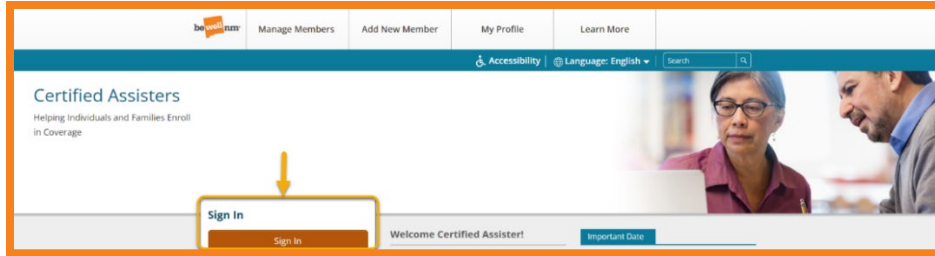 bewellnm
Manage Members
Add New Member
My Profile
Learn More
Accessibility
Language: English
Search
Certified Assisters
Helping Individuals and Families Enroll
in Coverage
Sign In
Sign In
Welcome Certified Assister!
Important Date